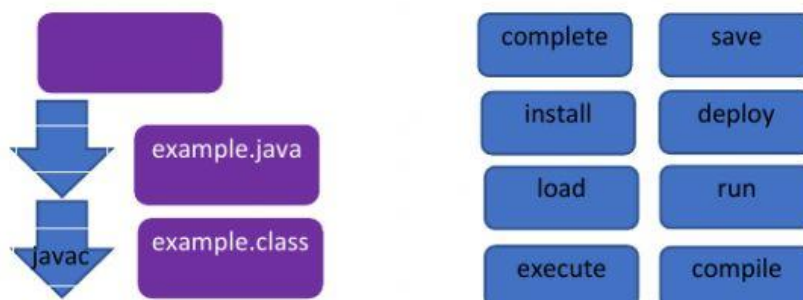 complete
save
example.java
install
deploy
load
run
javac
example.class
execute
compile